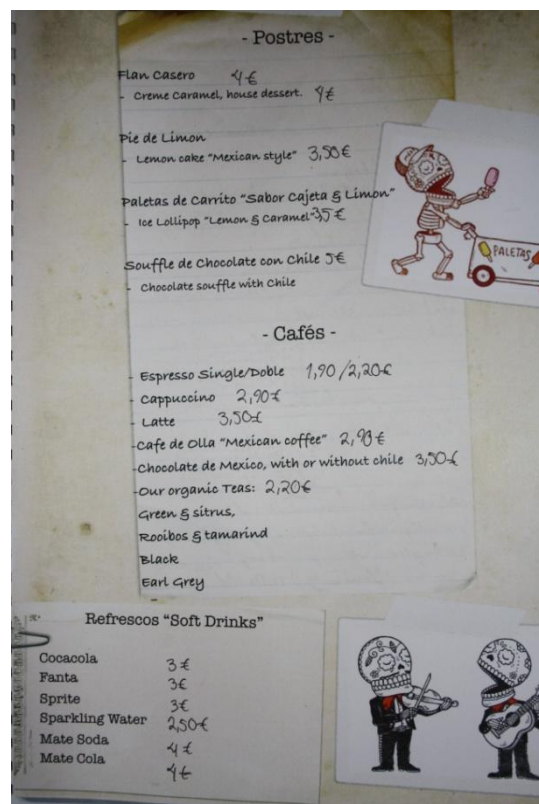 - Postres -
Flan Casero 4 €
- Creme Caramel, house dessert. 4€
Pie de Limon
- Lemon cake "Mexican style" 3,50€
Paletas de Carrito "Sabor Cajeta & Limon"
- Ice Lollipop "Lemon & Caramel" 3,5€
Souffle de Chocolate con Chile 5€
- Chocolate souffle with Chile
PALETAS
- Cafés -
- Espresso Single/Doble 1,90/2,20€
- Cappuccino 2,90€
- Latte 3,50€
-Cafe de Olla "Mexican coffee" 2,90€
-Chocolate de Mexico, with or without chile 3,50€
-Our organic Teas: 2,20€
Green & sitrus,
Rooibos & tamarind
Black
Earl Grey
Refrescos "Soft Drinks"
Cocacola 3€
Fanta 3€
Sprite 3€
Sparkling Water 2,50€
Mate Soda 4€
Mate Cola 4€